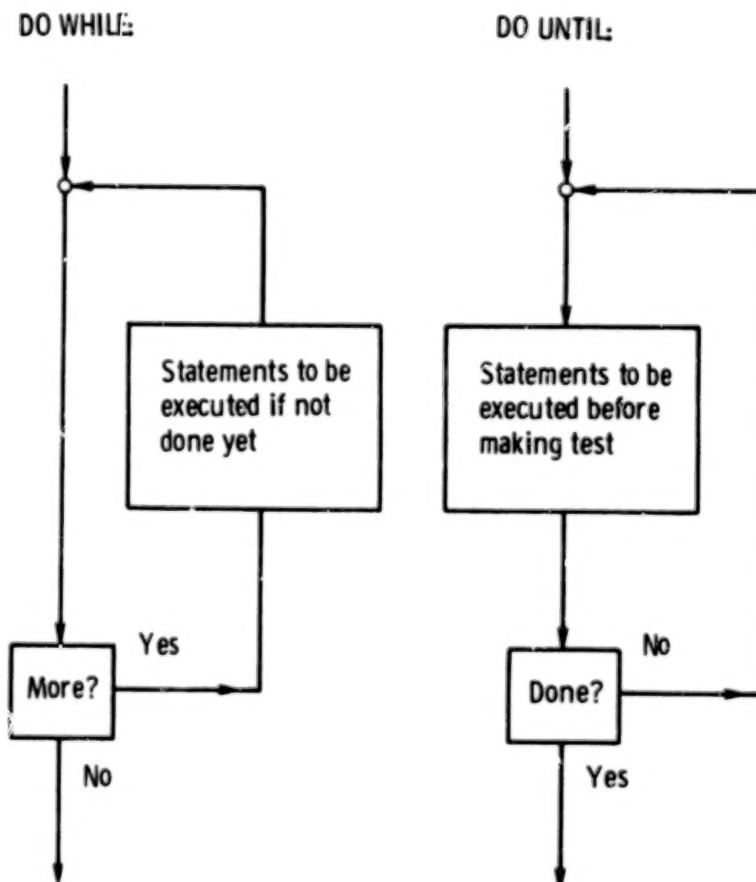 DO WHILE:
DO UNTIL:
Statements to be
executed if not
done yet
Statements to be
executed before
making test
Yes
No
More?
Done?
No
Yes